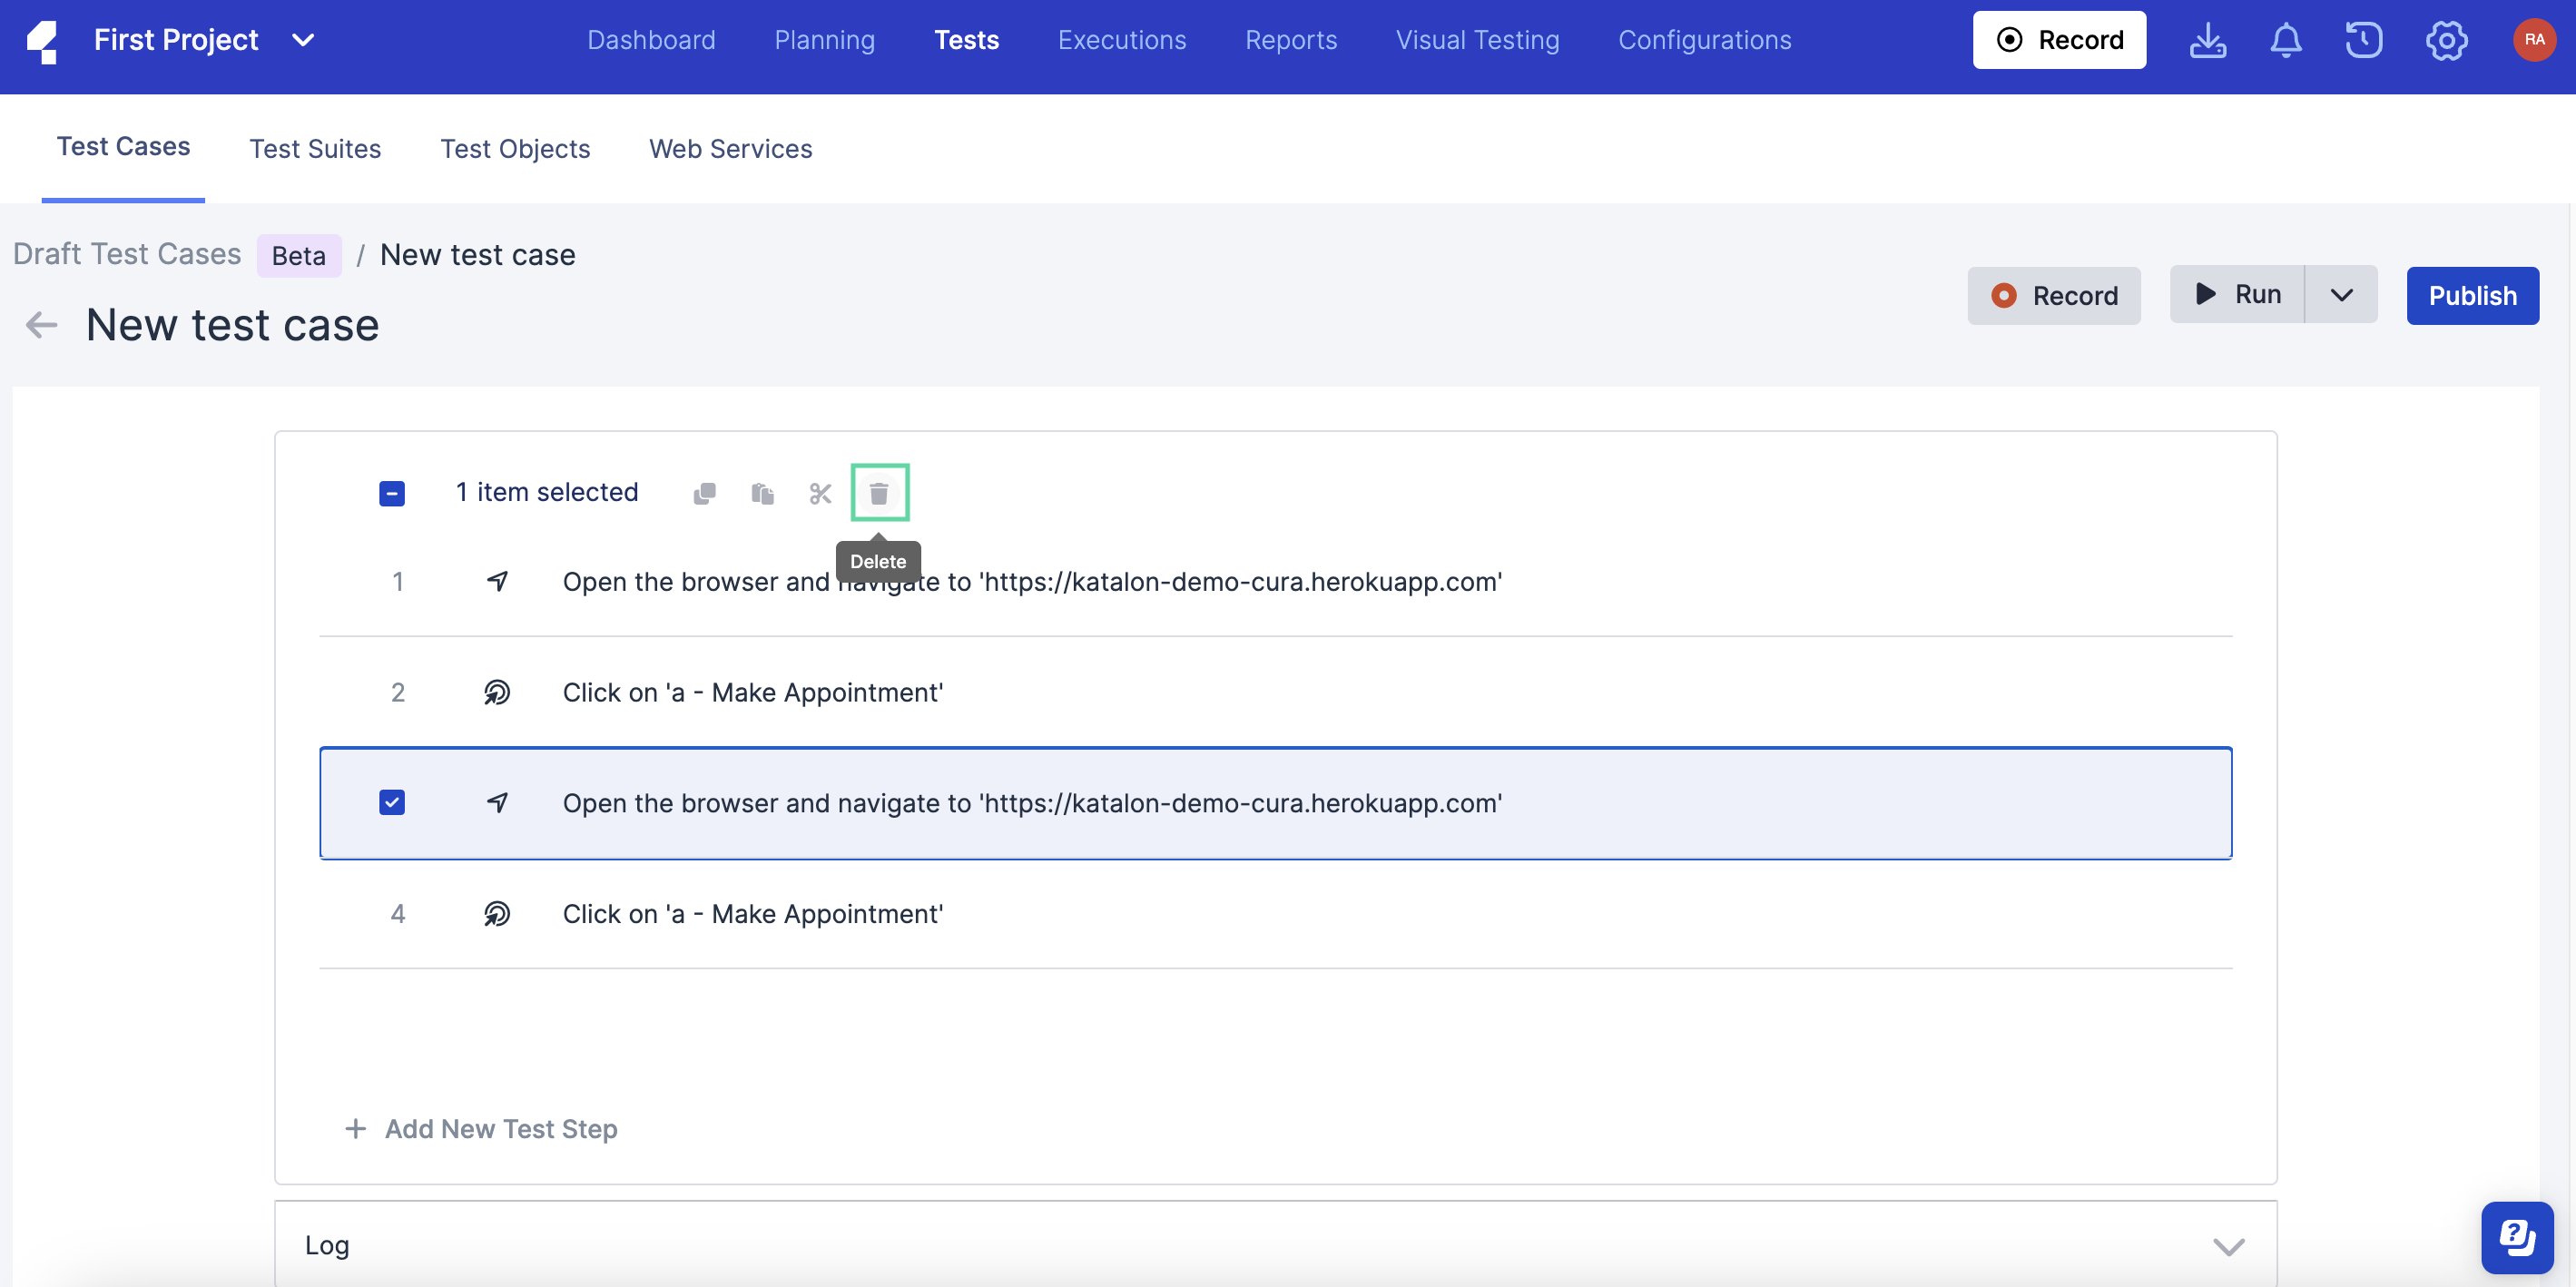 First Project
Dashboard
Planning
Tests
Executions
Reports
Visual Testing
Configurations
Record
RA
Test Cases
Test Suites
Test Objects
Web Services
Draft Test Cases Beta / New test case
New test case
Record
Run
Publish
1 item selected
Delete
1 Open the browser and navigate to 'https://katalon-demo-cura.herokuapp.com'
2 Click on 'a - Make Appointment'
Open the browser and navigate to 'https://katalon-demo-cura.herokuapp.com'
4 Click on 'a - Make Appointment'
+ Add New Test Step
Log
?